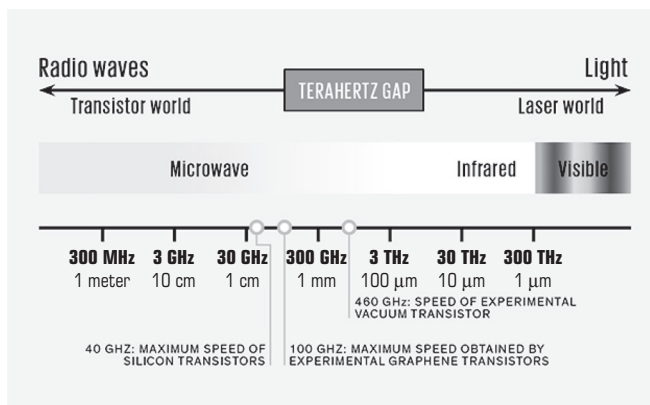 Radio waves
Light
TERAHERTZ GAP
Transistor world
Laser world
Microwave
Infrared
Visible
300 MHz
3 GHz
30 GHz
300 GHz
3 THz
30 THz
300 THz
1 meter
10 cm
1 cm
1 mm
100 µm
10 µm
1 µm
460 GHz: SPEED OF EXPERIMENTAL
VACUUM TRANSISTOR
40 GHZ: MAXIMUM SPEED OF
SILICON TRANSISTORS
100 GHZ: MAXIMUM SPEED OBTAINED BY
EXPERIMENTAL GRAPHENE TRANSISTORS